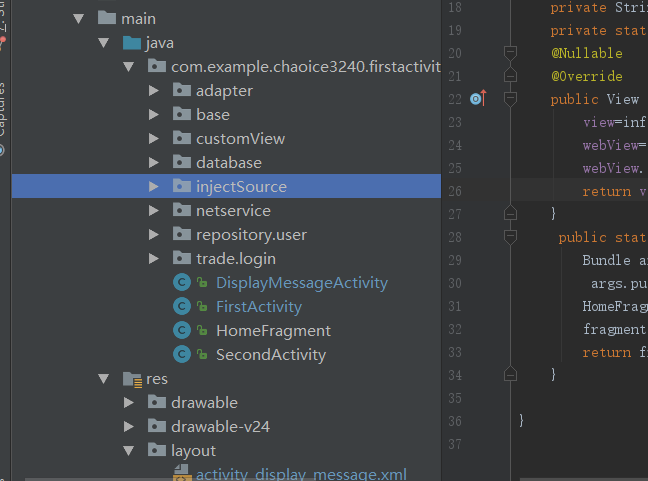 main
java
com.example.chaoice3240.firstactivit
adapter
base
customView
database
injectSource
netservice
repository.user
trade.login
DisplayMessageActivity
FirstActivity
HomeFragment
SecondActivity
res
drawable
drawable-v24
layout
activity_display_message.xml
Captures
18 private Strin
19 private stat
20 @Nullable
21 @Override
22 public View
23 view=inf
24 webView=
25 webView.
26 return v
27 }
28 public stat
29 Bundle a
30 args.pu
31 HomeFragm
32 fragment
33 return f
34 }
35
36 }
37